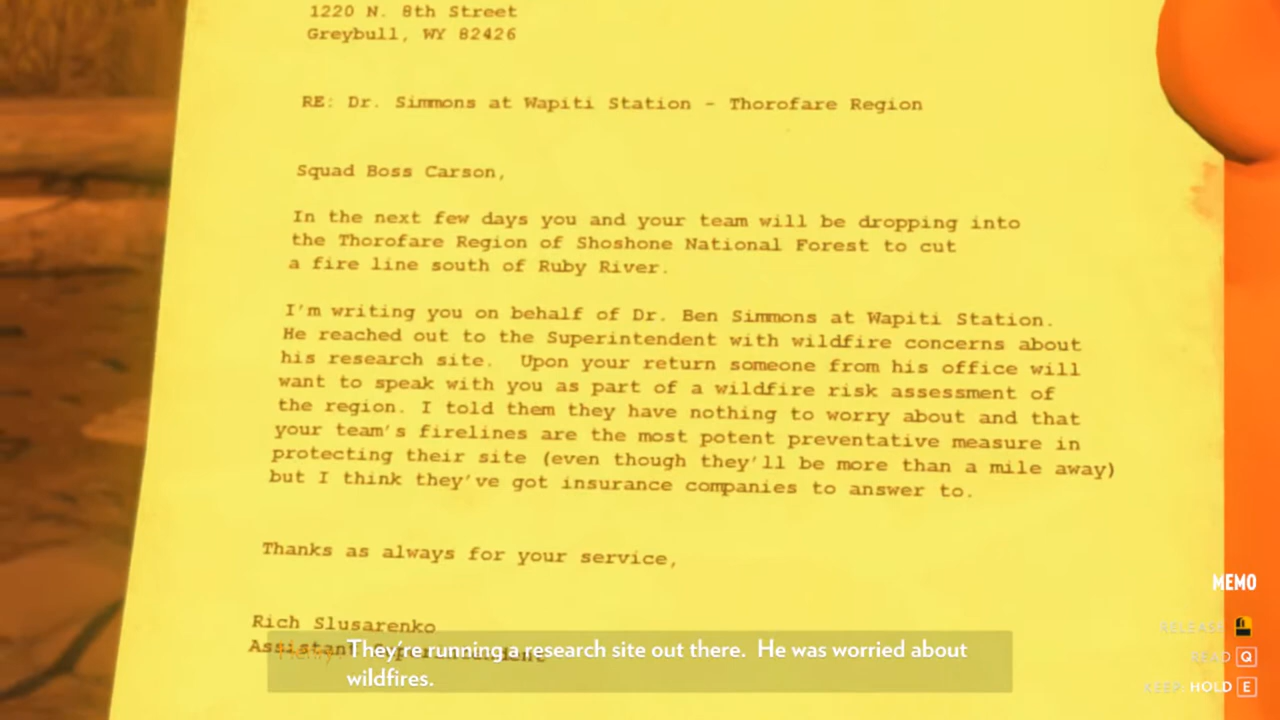 1220 N. 8th Street
Greybull, WY 82426
RE: Dr. Simmons at Wapiti Station - Thorofare Region
Squad Boss Carson,
In the next few days you and your team will be dropping into
the Thorofare Region of Shoshone National Forest to cut
a fire line south of Ruby River.
I'm writing you on behalf of Dr. Ben Simmons at Wapiti Station.
He reached out to the Superintendent with wildfire concerns about
his research site. Upon your return someone from his office will
want to speak with you as part of a wildfire risk assessment of
the region. I told them they have nothing to worry about and that
your team's firelines are the most potent preventative measure in
protecting their site (even though they'll be more than a mile away)
but I think they've got insurance companies to answer to.
Thanks as always for your service,
Rich Slusarenko
Assistant Superintendent
Henry: They're running a research site out there. He was worried about
wildfires.
MEMO
RELEASE
READ Q
KEEP: HOLD E